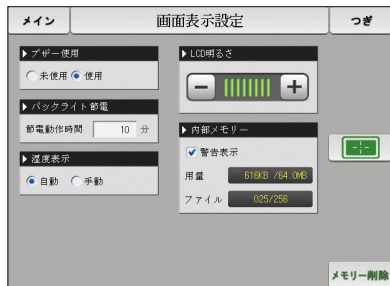 メイン
画面表示設定
つぎ
▶ブザー使用
未使用 使用
▶バックライト節電
節電動作時間 10 分
▶湿度表示
自動 手動
▶LCD明るさ
▶内部メモリー
警告表示
用量 616KB /64.0MB
ファイル 025/256
メモリー削除